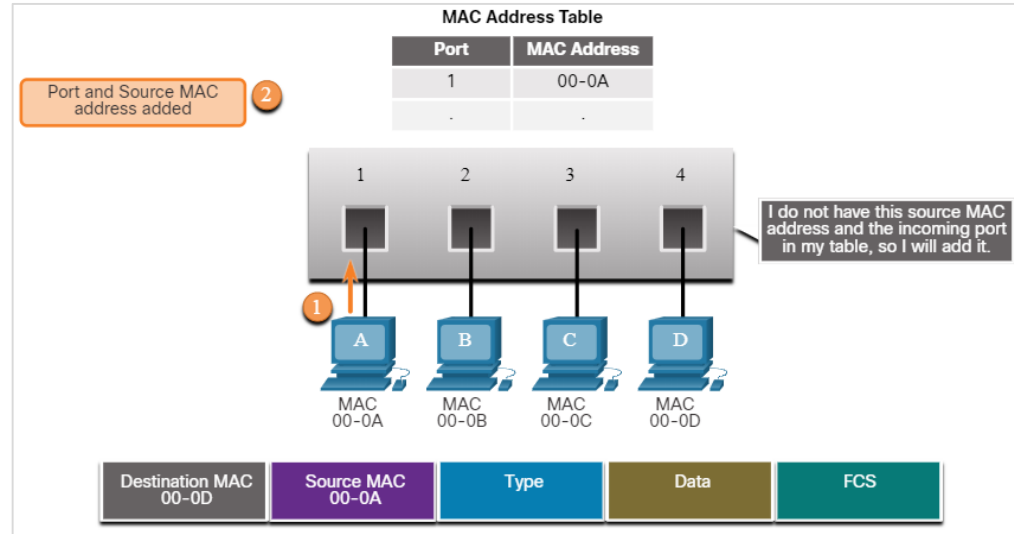 MAC Address Table
Port MAC Address
1 00-0A
. .
Port and Source MAC
address added
2
1 2 3 4
I do not have this source MAC
address and the incoming port
in my table, so I will add it.
1
A B C D
MAC MAC MAC MAC
00-0A 00-0B 00-0C 00-0D
Destination MAC Source MAC Type Data FCS
00-0D 00-0A